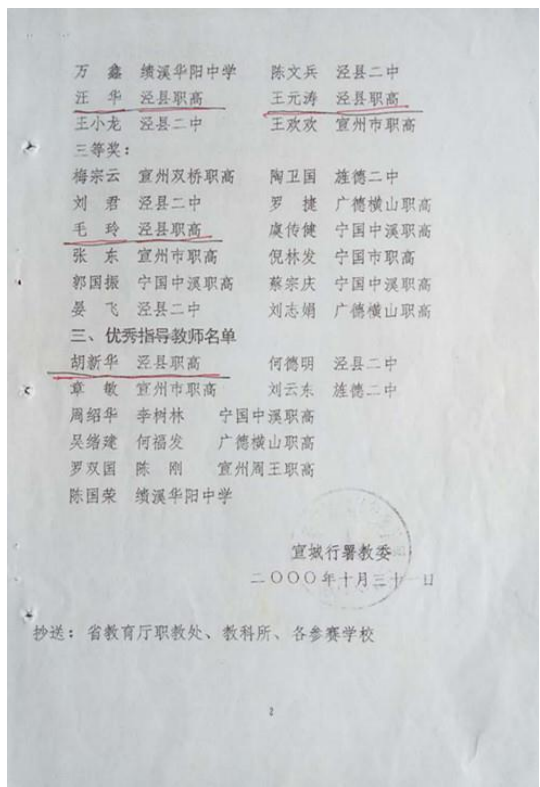 万 鑫 绩溪华阳中学 陈文兵 泾县二中
汪 华 泾县职高 王元涛 泾县职高
王小龙 泾县二中 王欢欢 宣州市职高
三等奖：
梅宗云 宣州双桥职高 陶卫国 旌德二中
刘 君 泾县二中 罗 捷 广德横山职高
毛 玲 泾县职高 虞传健 宁国中溪职高
张 东 宣州市职高 倪林发 宁国市职高
郭国振 宁国中溪职高 蔡宗庆 宁国中溪职高
晏 飞 泾县二中 刘志娟 广德横山职高
三、优秀指导教师名单
胡新华 泾县职高 何德明 泾县二中
章 敏 宣州市职高 刘云东 旌德二中
周绍华 李树林 宁国中溪职高
吴绪建 何福发 广德横山职高
罗双国 陈 刚 宣州周王职高
陈国荣 绩溪华阳中学
宣城行署教委
二〇〇〇年十月三十一日
抄送：省教育厅职教处、教科所、各参赛学校
2